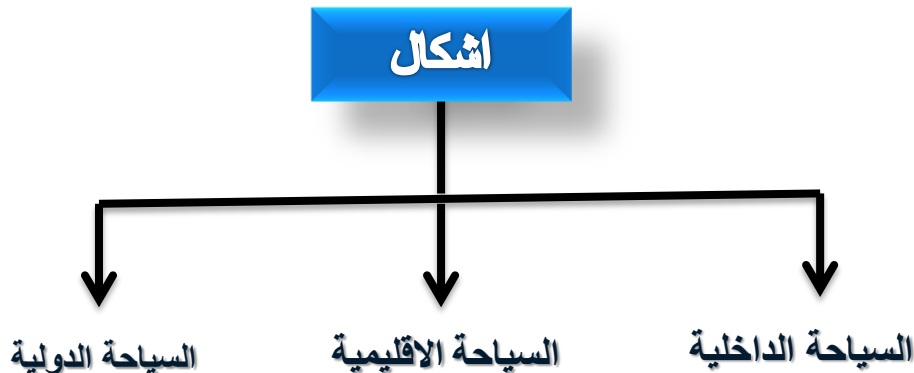 اشكال
السياحة الداخلية
السياحة الاقليمية
السياحة الدولية